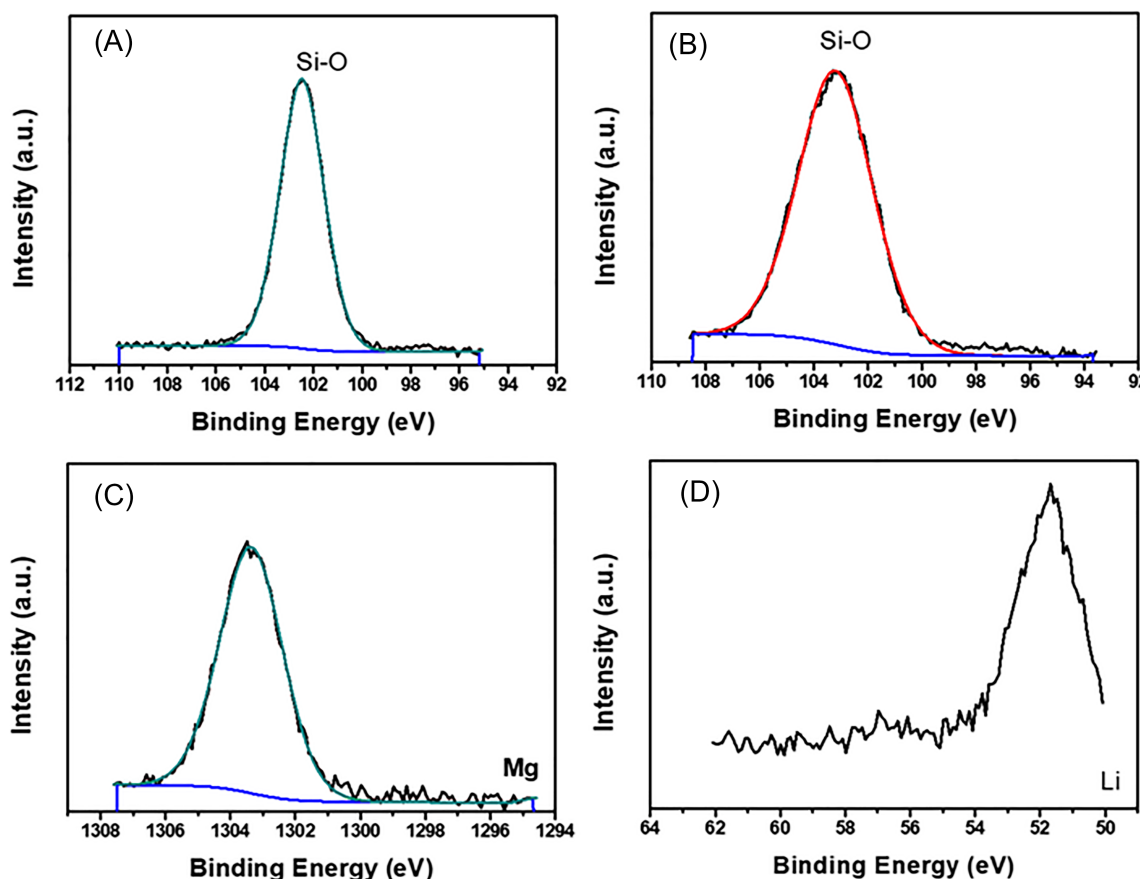 (A)
Si-O
Intensity (a.u.)
112 110 108 106 104 102 100 98 96 94 92
Binding Energy (eV)
(B)
Si-O
Intensity (a.u.)
110 108 106 104 102 100 98 96 94 92
Binding Energy (eV)
(C)
Mg
Intensity (a.u.)
1308 1306 1304 1302 1300 1298 1296 1294
Binding Energy (eV)
(D)
Li
Intensity (a.u.)
64 62 60 58 56 54 52 50
Binding Energy (eV)